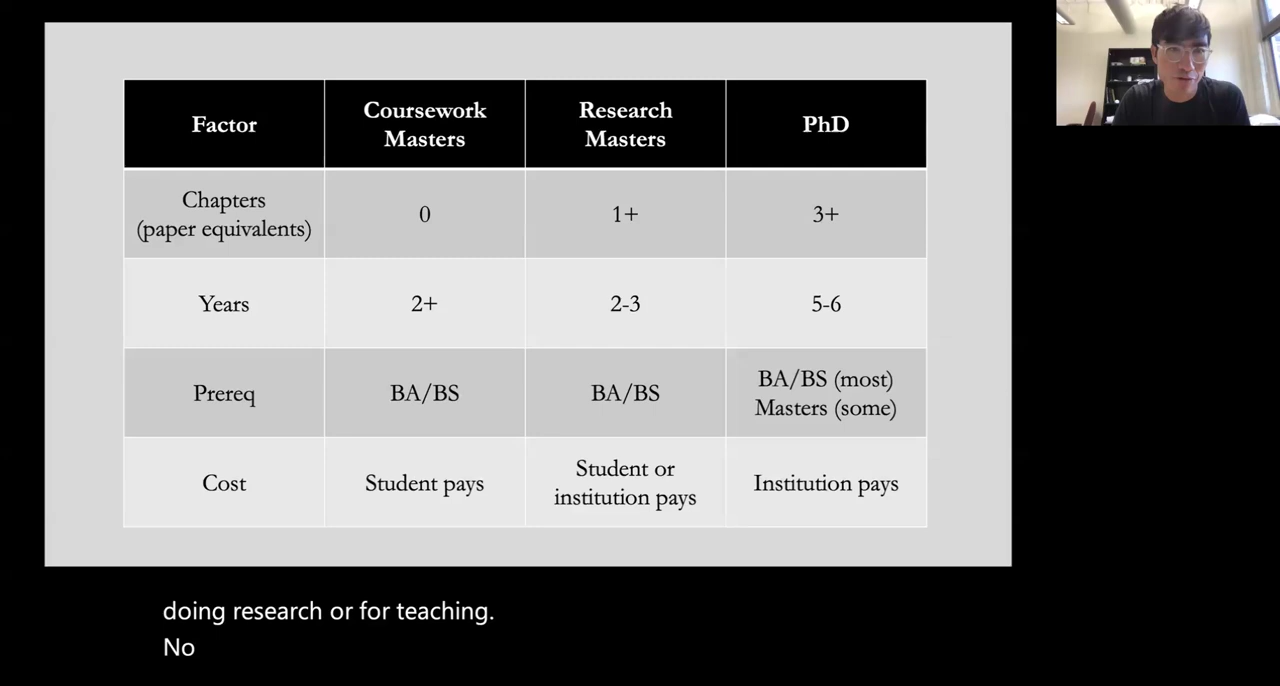 Factor
Coursework
Masters
Research
Masters
PhD
Chapters
(paper equivalents)
0
1+
3+
Years
2+
2-3
5-6
Prereq
BA/BS
BA/BS
BA/BS (most)
Masters (some)
Cost
Student pays
Student or
institution pays
Institution pays
doing research or for teaching.
No